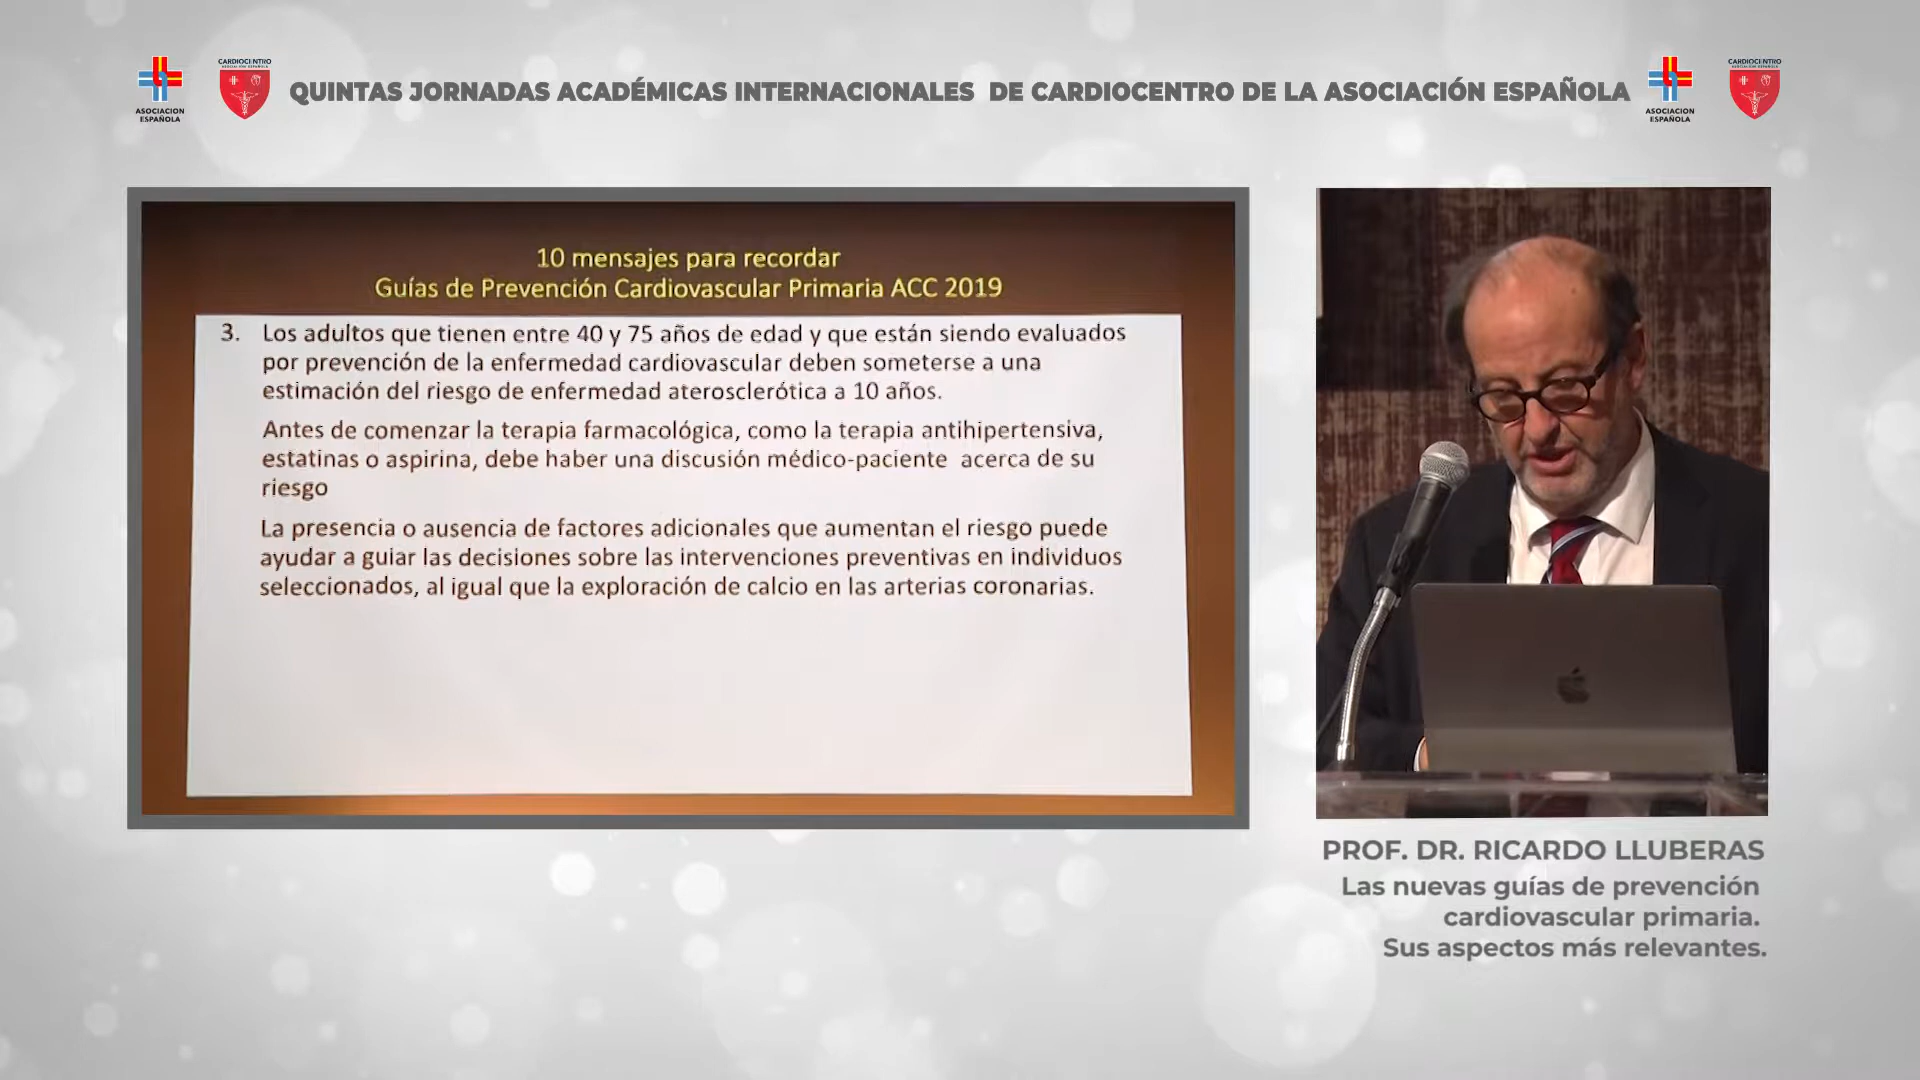 ASOCIACION
ESPAÑOLA
CARDIOCENTRO
ASOCIACIÓN ESPAÑOLA
QUINTAS JORNADAS ACADÉMICAS INTERNACIONALES DE CARDIOCENTRO DE LA ASOCIACIÓN ESPAÑOLA
ASOCIACION
ESPAÑOLA
CARDIOCENTRO
ASOCIACIÓN ESPAÑOLA
10 mensajes para recordar
Guías de Prevención Cardiovascular Primaria ACC 2019
3. Los adultos que tienen entre 40 y 75 años de edad y que están siendo evaluados
por prevención de la enfermedad cardiovascular deben someterse a una
estimación del riesgo de enfermedad aterosclerótica a 10 años.
Antes de comenzar la terapia farmacológica, como la terapia antihipertensiva,
estatinas o aspirina, debe haber una discusión médico-paciente acerca de su
riesgo
La presencia o ausencia de factores adicionales que aumentan el riesgo puede
ayudar a guiar las decisiones sobre las intervenciones preventivas en individuos
seleccionados, al igual que la exploración de calcio en las arterias coronarias.
PROF. DR. RICARDO LLUBERAS
Las nuevas guías de prevención
cardiovascular primaria.
Sus aspectos más relevantes.